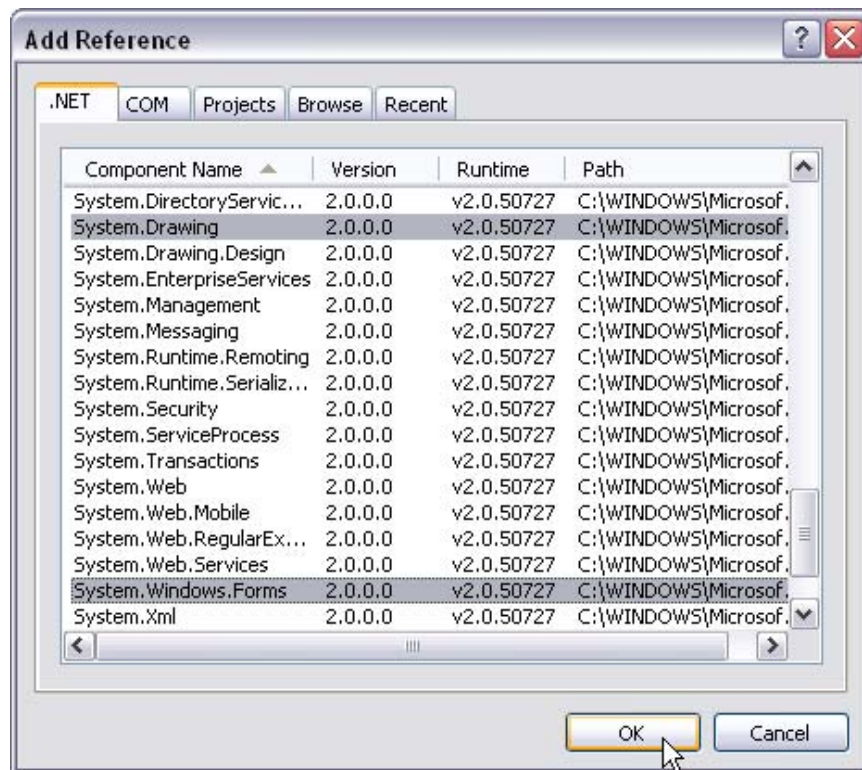 Add Reference
.NET COM Projects Browse Recent
Component Name Version Runtime Path
System.DirectoryServic... 2.0.0.0 v2.0.50727 C:\WINDOWS\Microsof.
System.Drawing 2.0.0.0 v2.0.50727 C:\WINDOWS\Microsof.
System.Drawing.Design 2.0.0.0 v2.0.50727 C:\WINDOWS\Microsof.
System.EnterpriseServices 2.0.0.0 v2.0.50727 C:\WINDOWS\Microsof.
System.Management 2.0.0.0 v2.0.50727 C:\WINDOWS\Microsof.
System.Messaging 2.0.0.0 v2.0.50727 C:\WINDOWS\Microsof.
System.Runtime.Remoting 2.0.0.0 v2.0.50727 C:\WINDOWS\Microsof.
System.Runtime.Serializ... 2.0.0.0 v2.0.50727 C:\WINDOWS\Microsof.
System.Security 2.0.0.0 v2.0.50727 C:\WINDOWS\Microsof.
System.ServiceProcess 2.0.0.0 v2.0.50727 C:\WINDOWS\Microsof.
System.Transactions 2.0.0.0 v2.0.50727 C:\WINDOWS\Microsof.
System.Web 2.0.0.0 v2.0.50727 C:\WINDOWS\Microsof.
System.Web.Mobile 2.0.0.0 v2.0.50727 C:\WINDOWS\Microsof.
System.Web.RegularEx... 2.0.0.0 v2.0.50727 C:\WINDOWS\Microsof.
System.Web.Services 2.0.0.0 v2.0.50727 C:\WINDOWS\Microsof.
System.Windows.Forms 2.0.0.0 v2.0.50727 C:\WINDOWS\Microsof.
System.Xml 2.0.0.0 v2.0.50727 C:\WINDOWS\Microsof.
OK Cancel